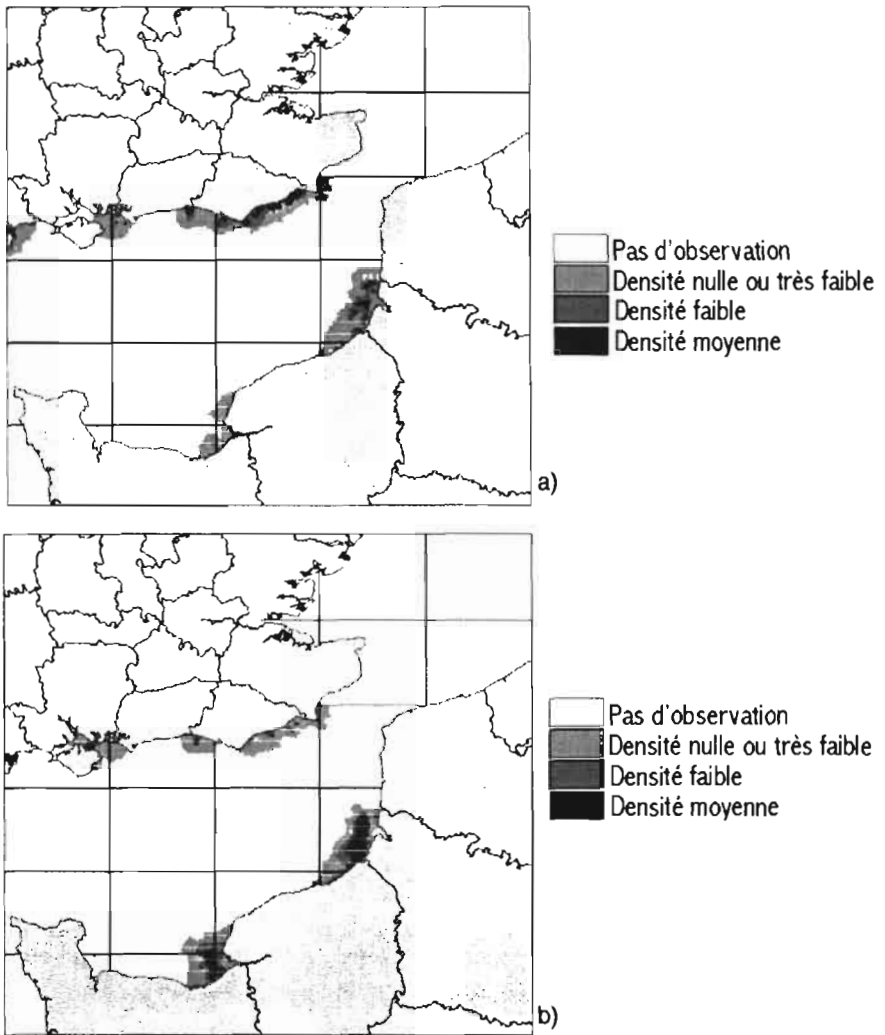 Pas d'observation
Densité nulle ou très faible
Densité faible
Densité moyenne
a)
Pas d'observation
Densité nulle ou très faible
Densité faible
Densité moyenne
b)